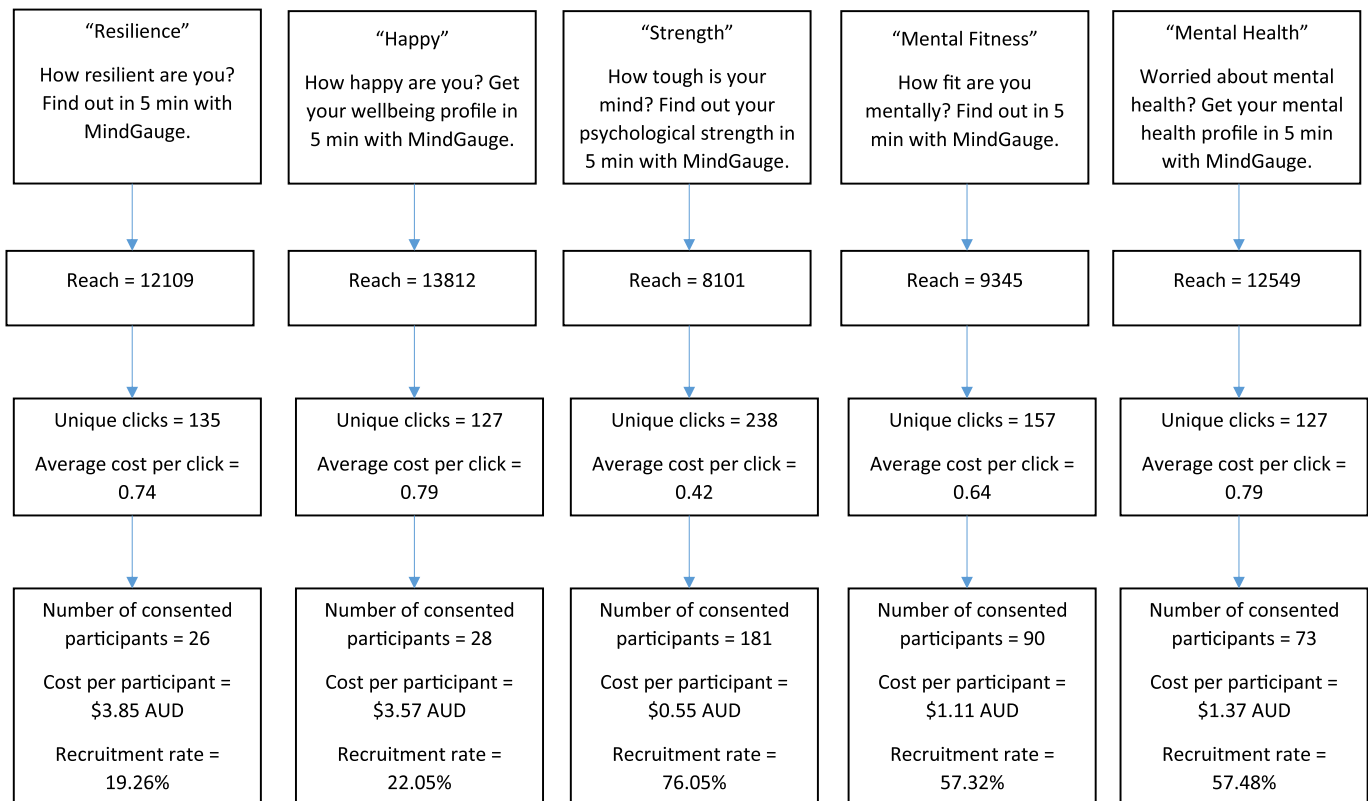 “Resilience”
How resilient are you?
Find out in 5 min with
MindGauge.
“Happy”
How happy are you? Get
your wellbeing profile in
5 min with MindGauge.
“Strength”
How tough is your
mind? Find out your
psychological strength in
5 min with MindGauge.
“Mental Fitness”
How fit are you
mentally? Find out in 5
min with MindGauge.
“Mental Health”
Worried about mental
health? Get your mental
health profile in 5 min
with MindGauge.
Reach = 12109
Reach = 13812
Reach = 8101
Reach = 9345
Reach = 12549
Unique clicks = 135
Average cost per click =
0.74
Unique clicks = 127
Average cost per click =
0.79
Unique clicks = 238
Average cost per click =
0.42
Unique clicks = 157
Average cost per click =
0.64
Unique clicks = 127
Average cost per click =
0.79
Number of consented
participants = 26
Cost per participant =
$3.85 AUD
Recruitment rate =
19.26%
Number of consented
participants = 28
Cost per participant =
$3.57 AUD
Recruitment rate =
22.05%
Number of consented
participants = 181
Cost per participant =
$0.55 AUD
Recruitment rate =
76.05%
Number of consented
participants = 90
Cost per participant =
$1.11 AUD
Recruitment rate =
57.32%
Number of consented
participants = 73
Cost per participant =
$1.37 AUD
Recruitment rate =
57.48%